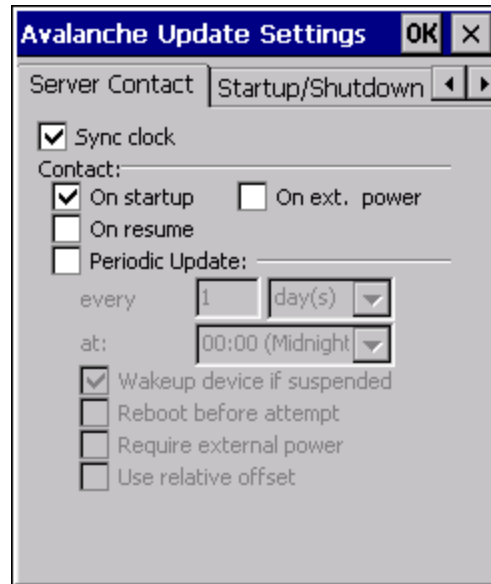 Avalanche Update Settings OK
Server Contact Startup/Shutdown
Sync clock
Contact:
On startup On ext. power
On resume
Periodic Update:
every 1 day(s)
at: 00:00 (Midnight
Wakeup device if suspended
Reboot before attempt
Require external power
Use relative offset